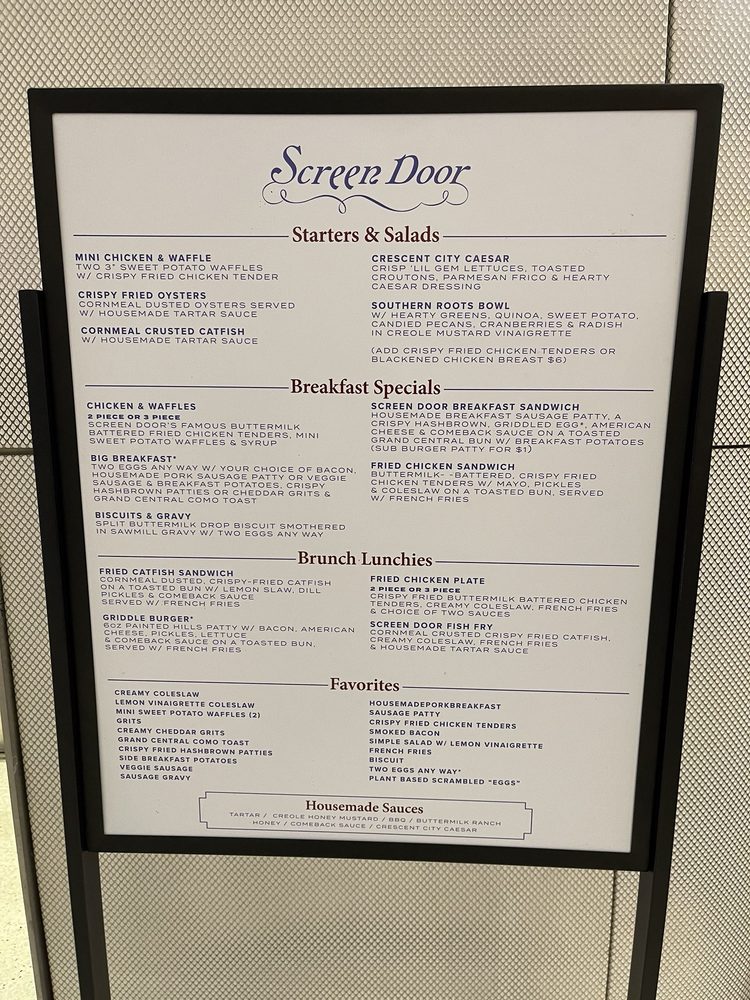 Screen Door
Starters & Salads
MINI CHICKEN & WAFFLE
TWO 3" SWEET POTATO WAFFLES
W/ CRISPY FRIED CHICKEN TENDER
CRISPY FRIED OYSTERS
CORNMEAL DUSTED OYSTERS SERVED
W/ HOUSEMADE TARTAR SAUCE
CORNMEAL CRUSTED CATFISH
W/ HOUSEMADE TARTAR SAUCE
CRESCENT CITY CAESAR
CRISP 'LIL GEM LETTUCES, TOASTED
CROUTONS, PARMESAN FRICO & HEARTY
CAESAR DRESSING
SOUTHERN ROOTS BOWL
W/ HEARTY GREENS, QUINOA, SWEET POTATO,
CANDIED PECANS, CRANBERRIES & RADISH
IN CREOLE MUSTARD VINAIGRETTE
(ADD CRISPY FRIED CHICKEN TENDERS OR
BLACKENED CHICKEN BREAST $6)
Breakfast Specials
CHICKEN & WAFFLES
2 PIECE OR 3 PIECE
SCREEN DOOR'S FAMOUS BUTTERMILK
BATTERED FRIED CHICKEN TENDERS, MINI
SWEET POTATO WAFFLES & SYRUP
BIG BREAKFAST*
TWO EGGS ANY WAY W/ YOUR CHOICE OF BACON,
HOUSEMADE PORK SAUSAGE PATTY OR VEGGIE
SAUSAGE & BREAKFAST POTATOES, CRISPY
HASHBROWN PATTIES OR CHEDDAR GRITS &
GRAND CENTRAL COMO TOAST
BISCUITS & GRAVY
SPLIT BUTTERMILK DROP BISCUIT SMOTHERED
IN SAWMILL GRAVY W/ TWO EGGS ANY WAY
SCREEN DOOR BREAKFAST SANDWICH
HOUSEMADE BREAKFAST SAUSAGE PATTY, A
CRISPY HASHBROWN, GRIDDLED EGG*, AMERICAN
CHEESE & COMEBACK SAUCE ON A TOASTED
GRAND CENTRAL BUN W/ BREAKFAST POTATOES
(SUB BURGER PATTY FOR $1)
FRIED CHICKEN SANDWICH
BUTTERMILK- -BATTERED, CRISPY FRIED
CHICKEN TENDERS W/ MAYO, PICKLES
& COLESLAW ON A TOASTED BUN, SERVED
W/ FRENCH FRIES
Brunch Lunchies
FRIED CATFISH SANDWICH
CORNMEAL DUSTED, CRISPY-FRIED CATFISH
ON A TOASTED BUN W/ LEMON SLAW, DILL
PICKLES & COMEBACK SAUCE
SERVED W/ FRENCH FRIES
GRIDDLE BURGER*
6oz PAINTED HILLS PATTY W/ BACON, AMERICAN
CHEESE, PICKLES, LETTUCE
& COMEBACK SAUCE ON A TOASTED BUN,
SERVED W/ FRENCH FRIES
FRIED CHICKEN PLATE
2 PIECE OR 3 PIECE
CRISPY FRIED BUTTERMILK BATTERED CHICKEN
TENDERS, CREAMY COLESLAW, FRENCH FRIES
& CHOICE OF TWO SAUCES
SCREEN DOOR FISH FRY
CORNMEAL CRUSTED CRISPY FRIED CATFISH,
CREAMY COLESLAW, FRENCH FRIES
& HOUSEMADE TARTAR SAUCE
Favorites
CREAMY COLESLAW
LEMON VINAIGRETTE COLESLAW
MINI SWEET POTATO WAFFLES (2)
GRITS
CREAMY CHEDDAR GRITS
GRAND CENTRAL COMO TOAST
CRISPY FRIED HASHBROWN PATTIES
SIDE BREAKFAST POTATOES
VEGGIE SAUSAGE
SAUSAGE GRAVY
HOUSEMADEPORKBREAKFAST
SAUSAGE PATTY
CRISPY FRIED CHICKEN TENDERS
SMOKED BACON
SIMPLE SALAD W/ LEMON VINAIGRETTE
FRENCH FRIES
BISCUIT
TWO EGGS ANY WAY*
PLANT BASED SCRAMBLED "EGGS"
Housemade Sauces
TARTAR / CREOLE HONEY MUSTARD / BBQ / BUTTERMILK RANCH
HONEY / COMEBACK SAUCE / CRESCENT CITY CAESAR